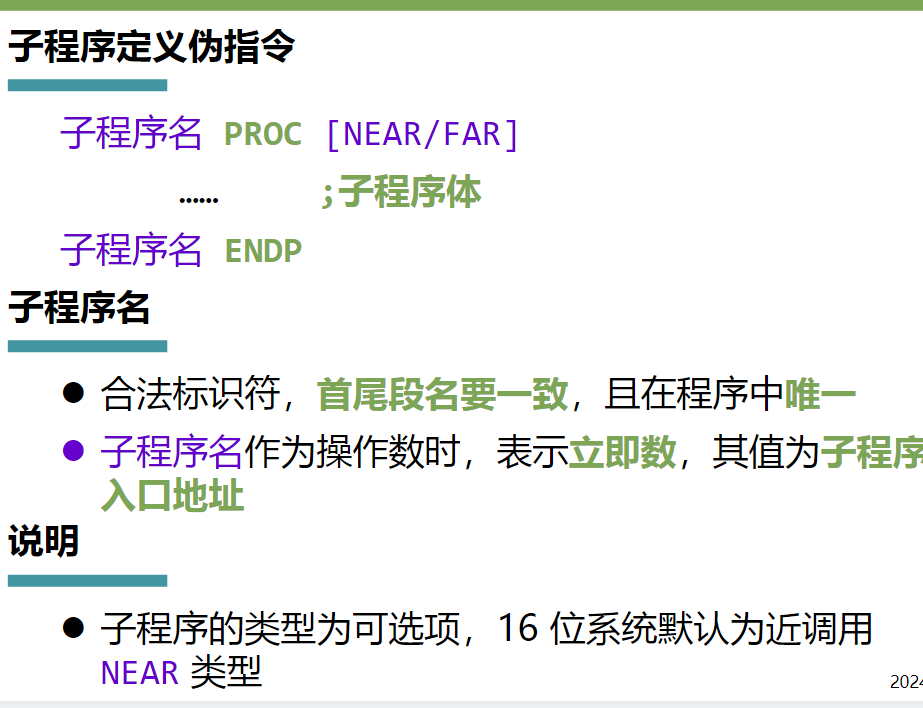 子程序定义伪指令
子程序名 PROC [NEAR/FAR]
…… ;子程序体
子程序名 ENDP
子程序名
● 合法标识符，首尾段名要一致，且在程序中唯一
● 子程序名作为操作数时，表示立即数，其值为子程序
入口地址
说明
● 子程序的类型为可选项，16 位系统默认为近调用
NEAR 类型
2024